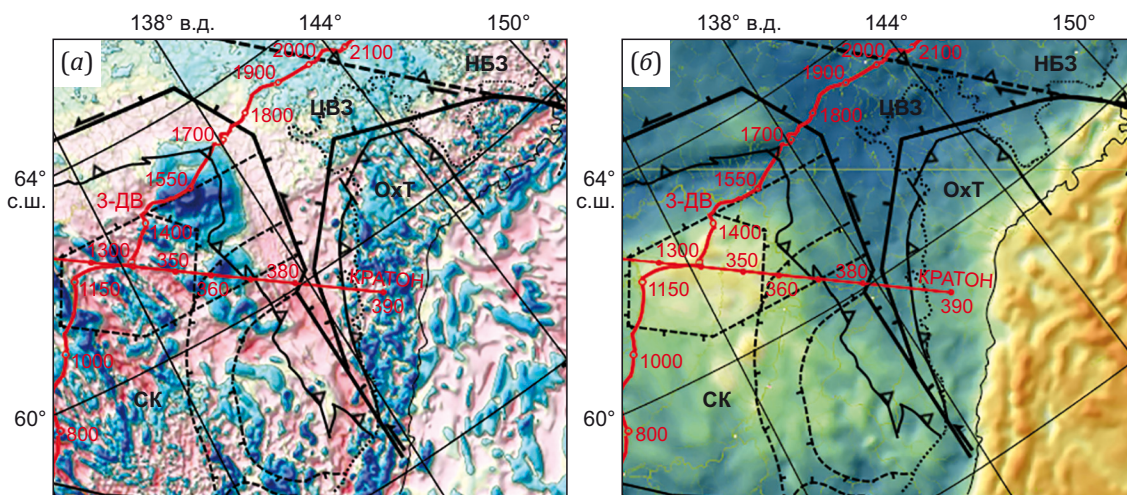 138° в.д. 144° 150° 138° в.д. 144° 150°
(а) 2000 2100 НБЗ
1900 ЦВЗ
1800
1700
64°
с.ш.
1550 ОхТ
3-ДВ
1400
1300 350 380 КРАТОН
1150 360 390
1000
СК
60°
800
(б) 2000 2100 НБЗ
1900 ЦВЗ
1800
1700
64°
с.ш.
1550 ОхТ
3-ДВ
1400
1300 350 380 КРАТОН
1150 360 390
1000
СК
60°
800